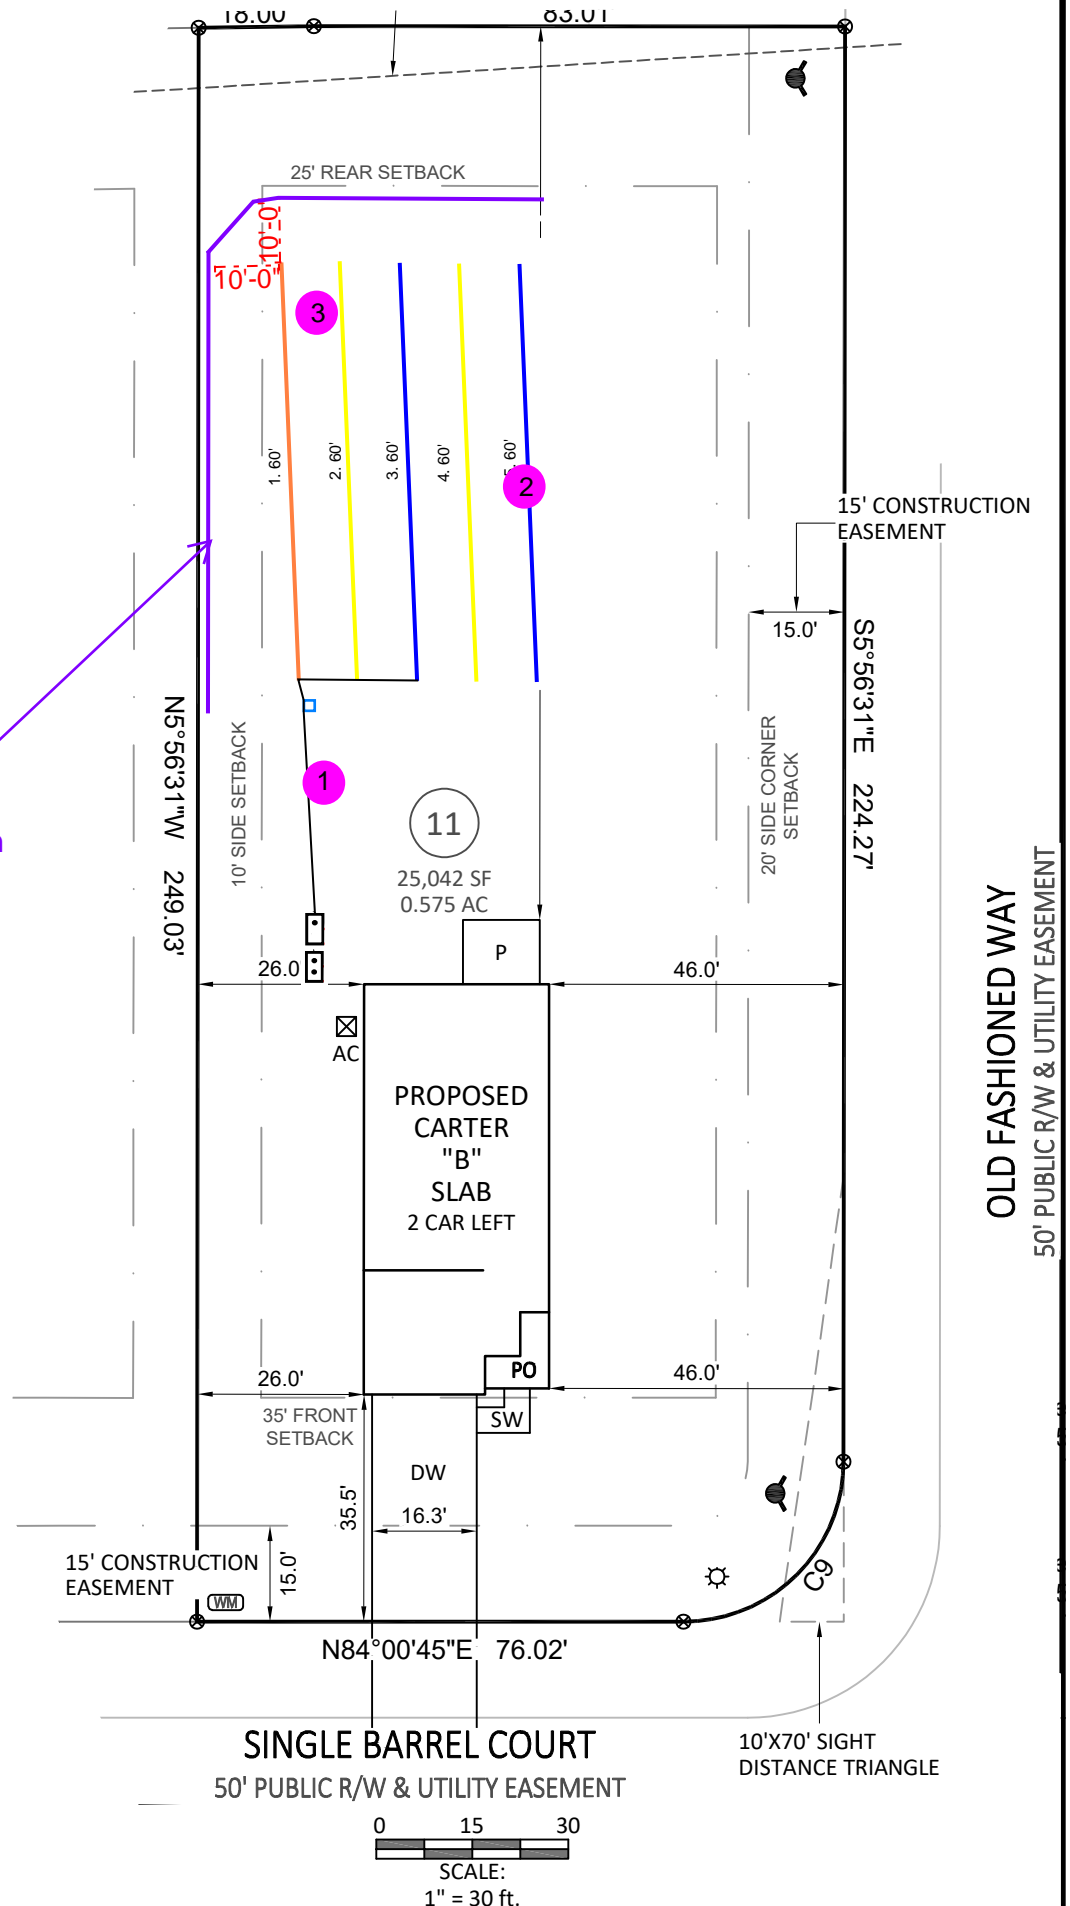 18.00
83.01
25' REAR SETBACK
10'-0"
10'-0"
3
1. 60'
2. 60'
3. 60'
4. 60'
2
15' CONSTRUCTION
EASEMENT
15.0'
S5°56'31"E 224.27'
N5°56'31"W 249.03'
10' SIDE SETBACK
20' SIDE CORNER
SETBACK
1
11
25,042 SF
0.575 AC
OLD FASHIONED WAY
50' PUBLIC R/W & UTILITY EASEMENT
P
26.0
46.0'
AC
PROPOSED
CARTER
"B"
SLAB
2 CAR LEFT
PO
26.0'
46.0'
35' FRONT
SETBACK
SW
DW
35.5'
16.3'
15' CONSTRUCTION
EASEMENT
15.0'
WM
C9
N84°00'45"E 76.02'
SINGLE BARREL COURT
50' PUBLIC R/W & UTILITY EASEMENT
10'X70' SIGHT
DISTANCE TRIANGLE
0 15 30
SCALE:
1" = 30 ft.